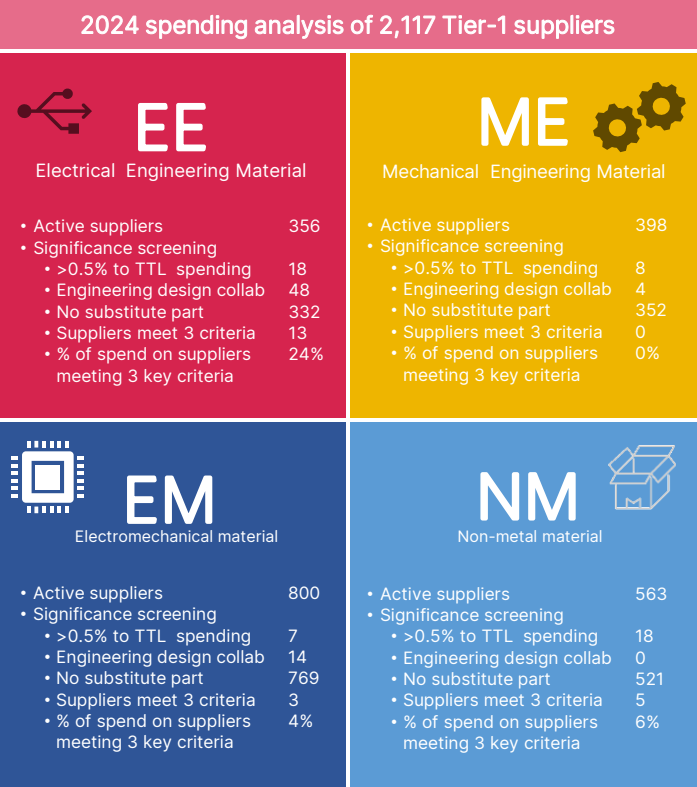 2024 spending analysis of 2,117 Tier-1 suppliers
EE
Electrical Engineering Material
• Active suppliers 356
• Significance screening
• >0.5% to TTL spending 18
• Engineering design collab 48
• No substitute part 332
• Suppliers meet 3 criteria 13
• % of spend on suppliers 24%
meeting 3 key criteria
ME
Mechanical Engineering Material
• Active suppliers 398
• Significance screening
• >0.5% to TTL spending 8
• Engineering design collab 4
• No substitute part 352
• Suppliers meet 3 criteria 0
• % of spend on suppliers 0%
meeting 3 key criteria
EM
Electromechanical material
• Active suppliers 800
• Significance screening
• >0.5% to TTL spending 7
• Engineering design collab 14
• No substitute part 769
• Suppliers meet 3 criteria 3
• % of spend on suppliers 4%
meeting 3 key criteria
NM
Non-metal material
• Active suppliers 563
• Significance screening
• >0.5% to TTL spending 18
• Engineering design collab 0
• No substitute part 521
• Suppliers meet 3 criteria 5
• % of spend on suppliers 6%
meeting 3 key criteria